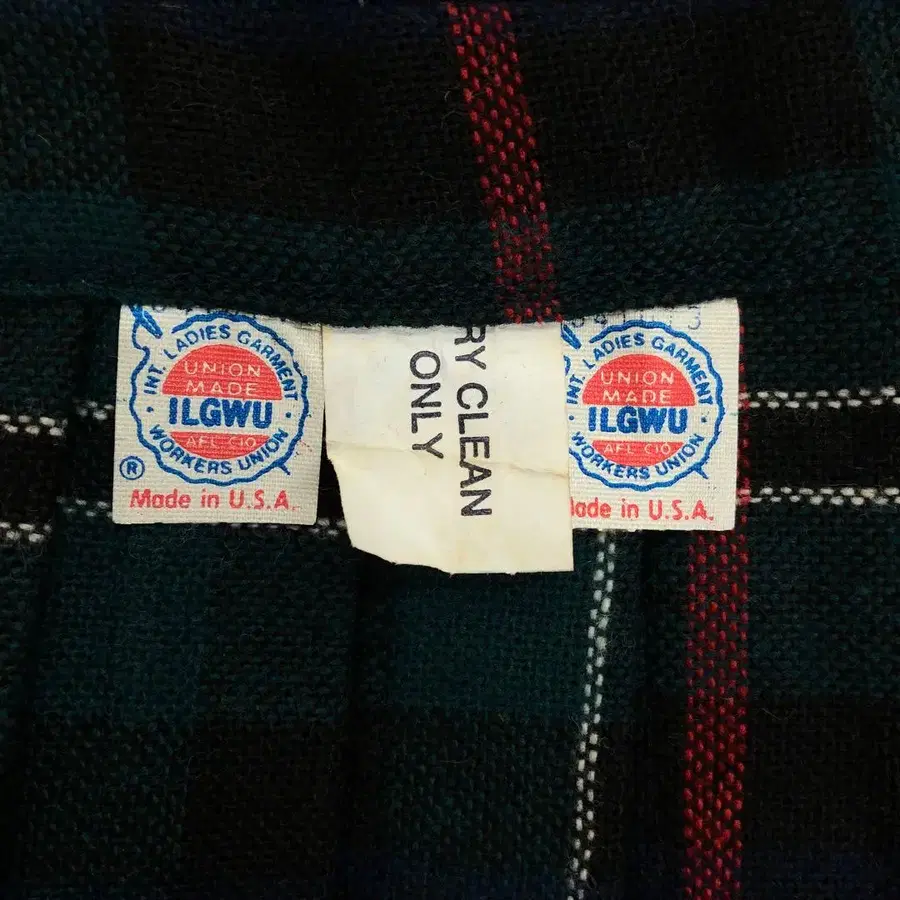 INT. LADIES GARMENT
UNION
MADE
ILGWU
AFL-CIO
WORKERS UNION
®
Made in U.S.A.
RY CLEAN
ONLY
INT. LADIES GARMENT
UNION
MADE
ILGWU
AFL-CIO
WORKERS UNION
ade in U.S.A.